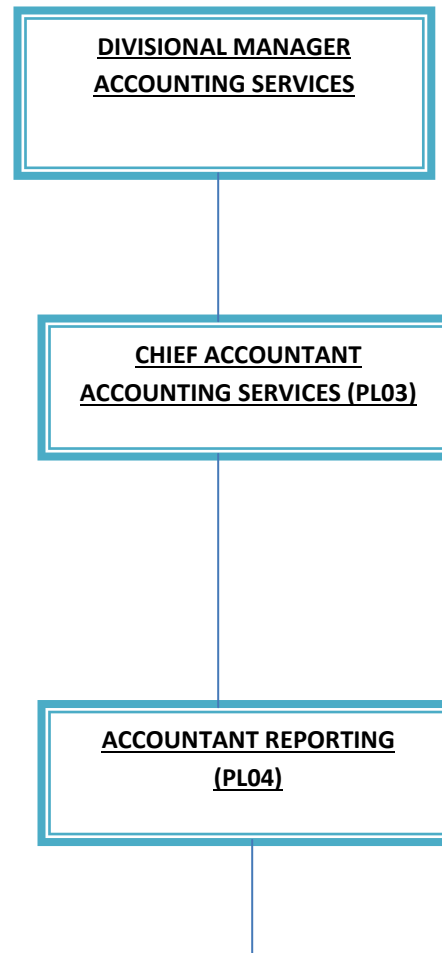 DIVISIONAL MANAGER
ACCOUNTING SERVICES
CHIEF ACCOUNTANT
ACCOUNTING SERVICES (PL03)
ACCOUNTANT REPORTING
(PL04)